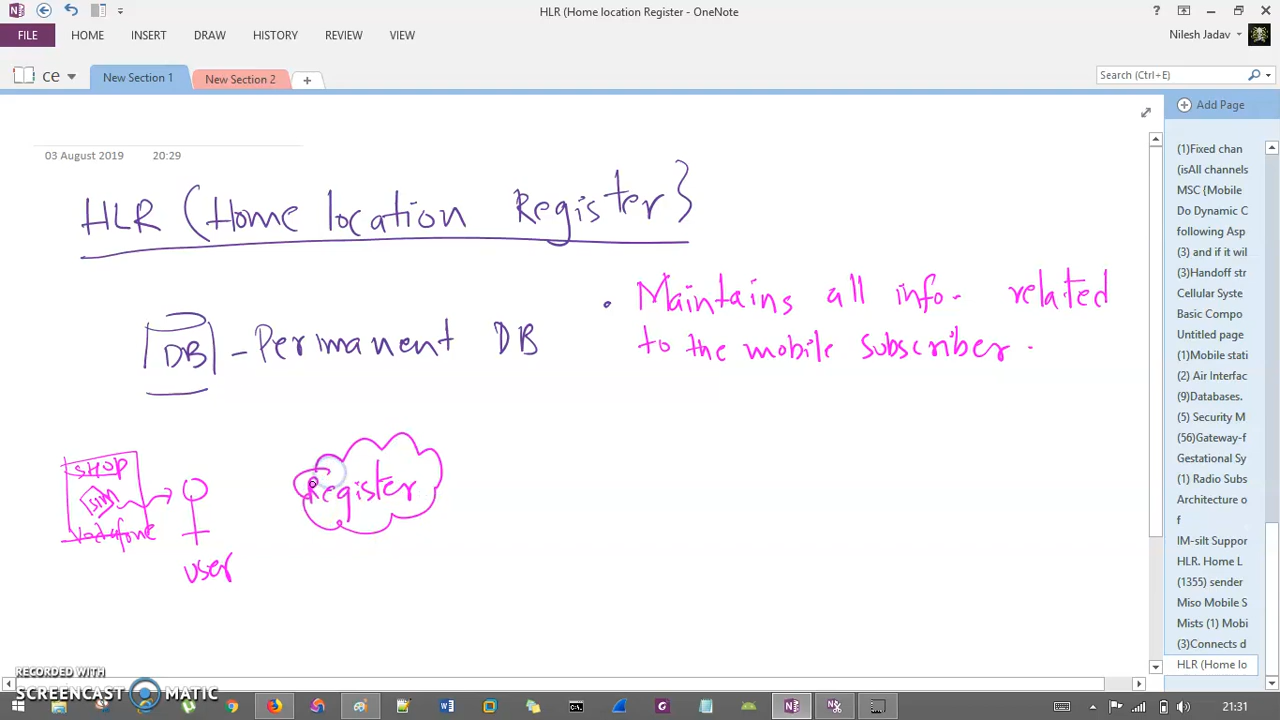 HLR (Home location Register - OneNote
?
FILE
HOME
INSERT
DRAW
HISTORY
REVIEW
VIEW
Nilesh Jadav
ce
New Section 1
New Section 2
+
Search (Ctrl+E)
Add Page
03 August 2019
20:29
HLR (Home location Register}
• Maintains all info. related
to the mobile subscriber.
DB - Permanent DB
SHOP
SIM
Vodafone
user
Register
(1)Fixed chan
(isAll channels
MSC {Mobile
Do Dynamic C
following Asp
(3) and if it wil
(3)Handoff str
Cellular Syste
Basic Compo
Untitled page
(1)Mobile stati
(2) Air Interfac
(9)Databases.
(5) Security M
(56)Gateway-f
Gestational Sy
(1) Radio Subs
Architecture o
f
IM-silt Suppor
HLR. Home L
(1355) sender
Miso Mobile S
Mists (1) Mobi
(3)Connects d
HLR (Home lo
RECORDED WITH
SCREENCAST MATIC
21:31